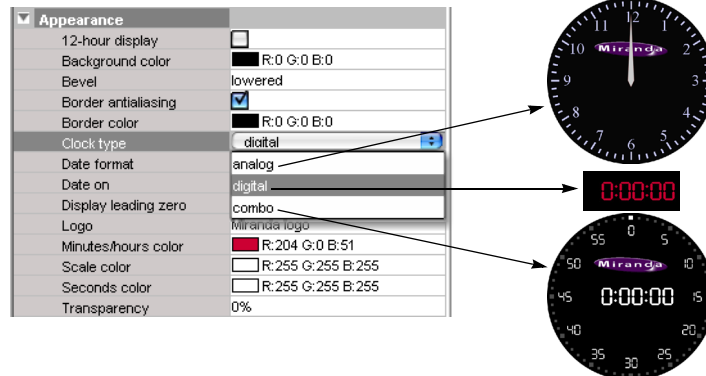 Appearance
12-hour display
Background color R:0 G:0 B:0
Bevel lowered
Border antialiasing
Border color R:0 G:0 B:0
Clock type digital
Date format analog
Date on digital
Display leading zero combo
Logo Miranda logo
Minutes/hours color R:204 G:0 B:51
Scale color R:255 G:255 B:255
Seconds color R:255 G:255 B:255
Transparency 0%
11 12 1
10 Miranda 2
9 3
8 4
7 6 5
0:00:00
55 0 5
50 Miranda 10
45 0:00:00 15
40 20
35 30 25